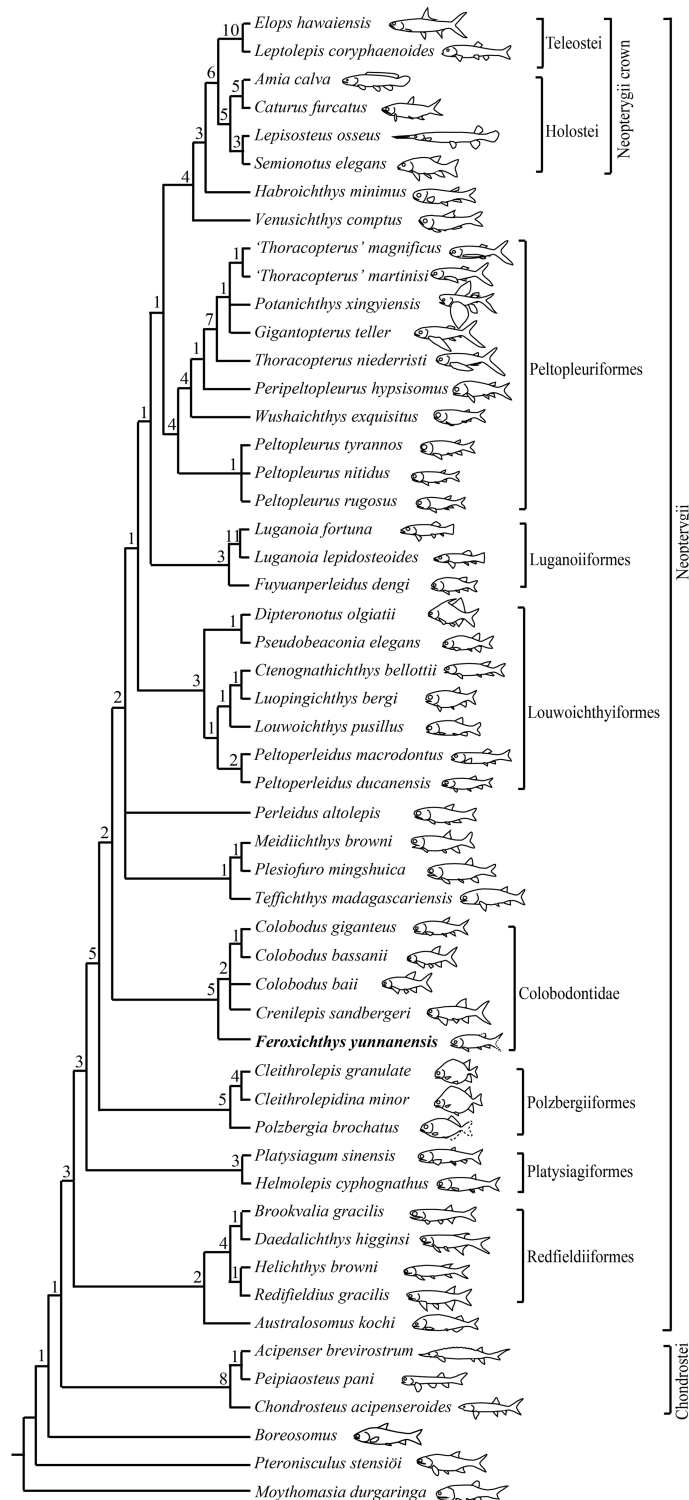 Elops hawaiensis
Leptolepis coryphaenoides
Amia calva
Caturus furcatus
Lepisosteus osseus
Semionotus elegans
Habroichthys minimus
Venusichthys comptus
‘Thoracopterus’ magnificus
‘Thoracopterus’ martinisi
Potanichthys xingyiensis
Gigantopterus teller
Thoracopterus niederristi
Peripeltopleurus hypsisomus
Wushaichthys exquisitus
Peltopleurus tyrannos
Peltopleurus nitidus
Peltopleurus rugosus
Luganoia fortuna
Luganoia lepidosteoides
Fuyuanperleidus dengi
Dipteronotus olgiatii
Pseudobeaconia elegans
Ctenognathichthys bellottii
Luopingichthys bergi
Louwoichthys pusillus
Peltoperleidus macrodontus
Peltoperleidus ducanensis
Perleidus altolepis
Meidiichthys browni
Plesiofuro mingshuica
Teffichthys madagascariensis
Colobodus giganteus
Colobodus bassanii
Colobodus baii
Crenilepis sandbergeri
Feroxichthys yunnanensis
Cleithrolepis granulate
Cleithrolepidina minor
Polzbergia brochatus
Platysiagum sinensis
Helmolepis cyphognathus
Brookvalia gracilis
Daedalichthys higginsi
Helichthys browni
Redifieldius gracilis
Australosomus kochi
Acipenser brevirostrum
Peipiaosteus pani
Chondrosteus acipenseroides
Boreosomus
Pteronisculus stensiöi
Moythomasia durgaringa
Teleostei
Holostei
Neopterygii crown
Peltopleuriformes
Luganoiiformes
Louwoichthyiformes
Colobodontidae
Polzbergiiformes
Platysiagiformes
Redfieldiiformes
Neopterygii
Chondrostei
10
6
5
5
3
3
4
1
1
1
7
1
4
4
1
1
11
3
1
1
1
3
1
1
1
2
2
1
1
2
1
2
5
5
4
5
3
3
3
1
4
1
2
1
1
8
1